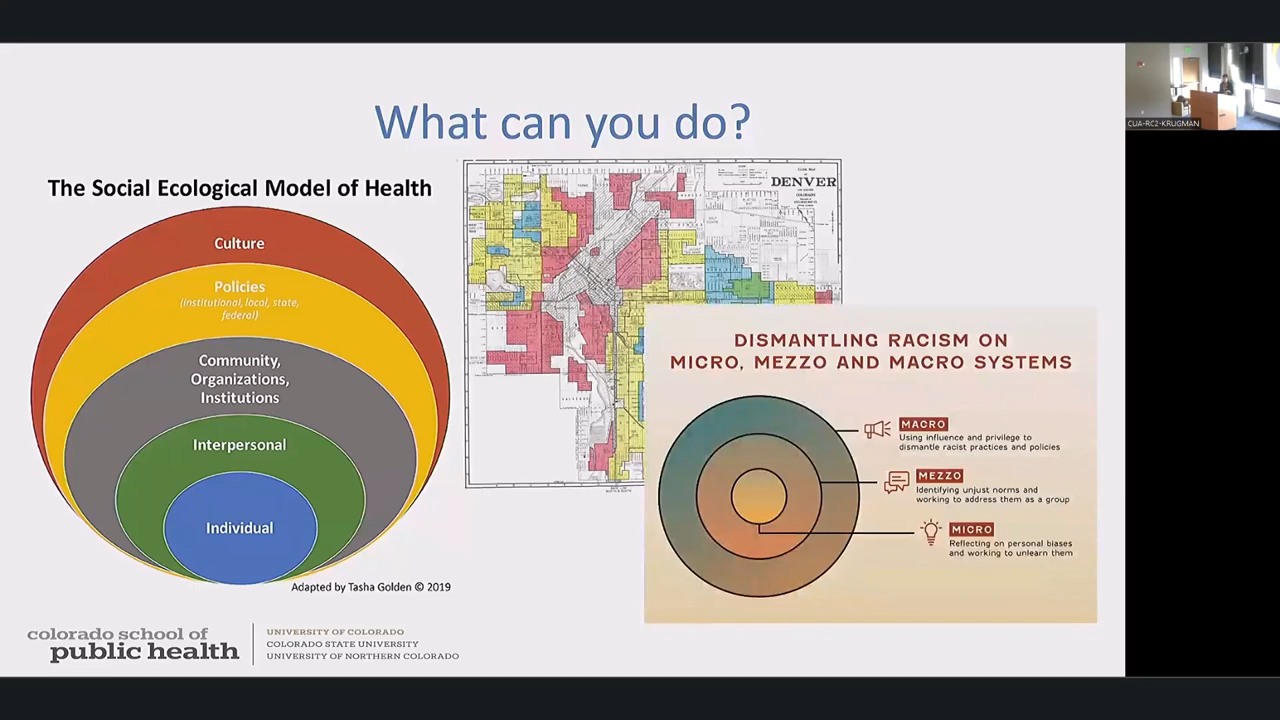 What can you do?
The Social Ecological Model of Health
Culture
Policies
(institutional, local, state,
federal)
Community,
Organizations,
Institutions
Interpersonal
Individual
Adapted by Tasha Golden © 2019
DENVER
DISMANTLING RACISM ON
MICRO, MEZZO AND MACRO SYSTEMS
MACRO
Using influence and privilege to
dismantle racist practices and policies
MEZZO
Identifying unjust norms and
working to address them as a group
MICRO
Reflecting on personal biases
and working to unlearn them
colorado school of
public health
UNIVERSITY OF COLORADO
COLORADO STATE UNIVERSITY
UNIVERSITY OF NORTHERN COLORADO
CUA-RC2-KRUGMAN